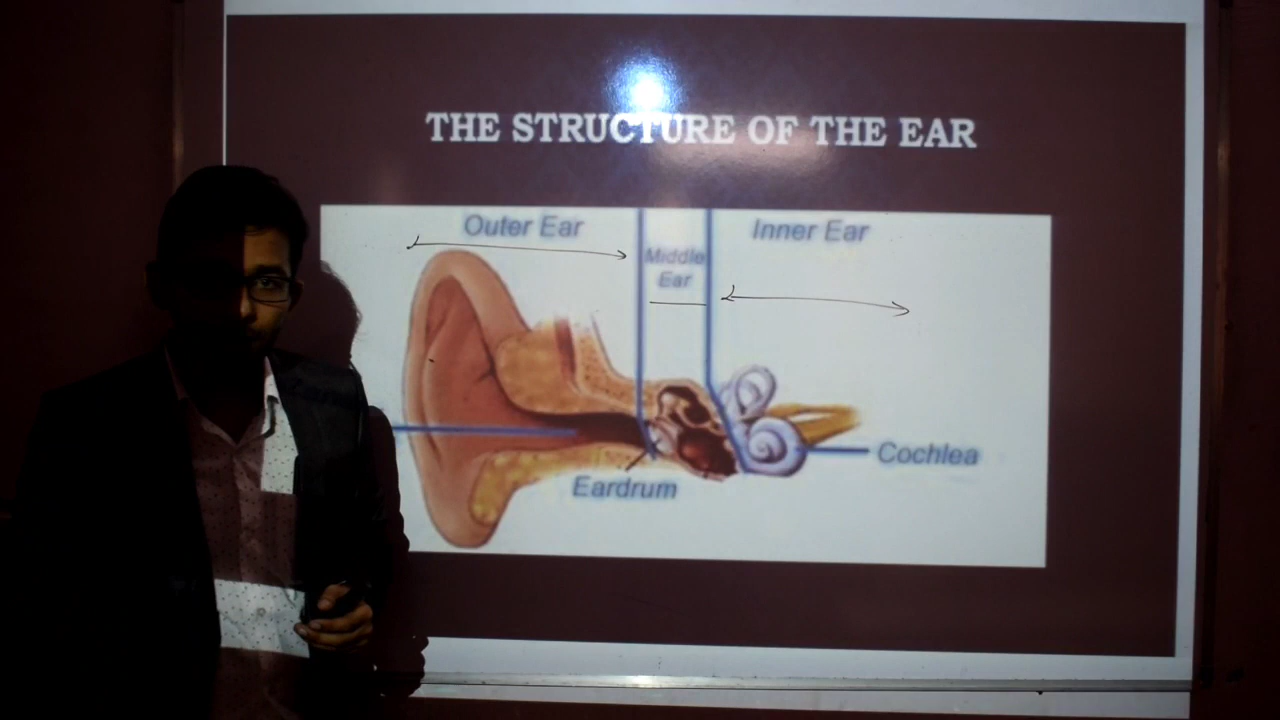 THE STRUCTURE OF THE EAR
Outer Ear
Middle
Ear
Inner Ear
Cochlea
Eardrum